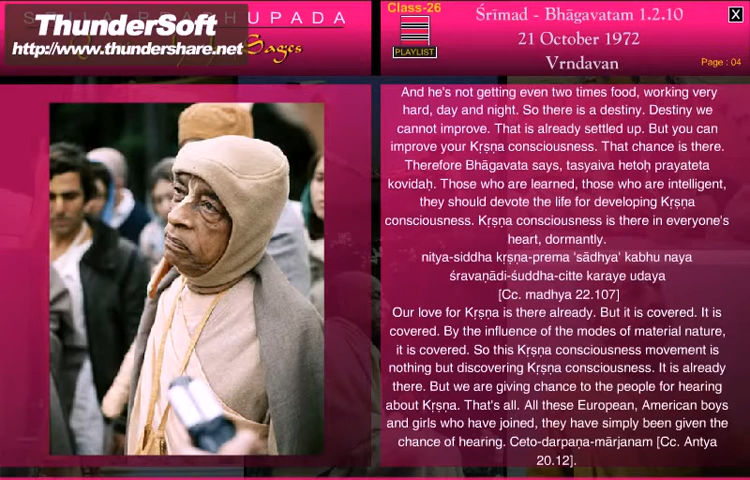 ThunderSoft
http://www.thundershare.net
HUPADA
Sages
Class-26
PLAYLIST
Śrīmad - Bhāgavatam 1.2.10
21 October 1972
Vrndavan
Page : 04
X
And he's not getting even two times food, working very
hard, day and night. So there is a destiny. Destiny we
cannot improve. That is already settled up. But you can
improve your Kṛṣṇa consciousness. That chance is there.
Therefore Bhāgavata says, tasyaiva hetoḥ prayateta
kovidaḥ. Those who are learned, those who are intelligent,
they should devote the life for developing Kṛṣṇa
consciousness. Kṛṣṇa consciousness is there in everyone's
heart, dormantly.
nitya-siddha kṛṣṇa-prema 'sādhya' kabhu naya
śravaṇādi-śuddha-citte karaye udaya
[Cc. madhya 22.107]
Our love for Kṛṣṇa is there already. But it is covered. It is
covered. By the influence of the modes of material nature,
it is covered. So this Kṛṣṇa consciousness movement is
nothing but discovering Kṛṣṇa consciousness. It is already
there. But we are giving chance to the people for hearing
about Kṛṣṇa. That's all. All these European, American boys
and girls who have joined, they have simply been given the
chance of hearing. Ceto-darpaṇa-mārjanam [Cc. Antya
20.12].